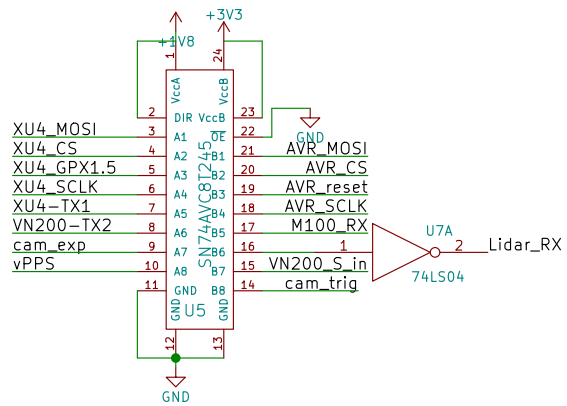 +3V3
+1V8
1
24
VccA
VccB
2 DIR VccB 23
XU4_MOSI 3 A1 OE 22 GND
XU4_CS 4 A2 B1 21 AVR_MOSI
XU4_GPX1.5 5 A3 B2 20 AVR_CS
XU4_SCLK 6 A4 B3 19 AVR_reset
XU4-TX1 7 A5 B4 18 AVR_SCLK
VN200-TX2 8 A6 B5 17 M100_RX
cam_exp 9 A7 B6 16 1 2 Lidar_RX
vPPS 10 A8 B7 15 VN200_S_in
11 GND B8 14 cam_trig
SN74AVC8T245
U7A
74LS04
GND
GND
U5
12
13
GND